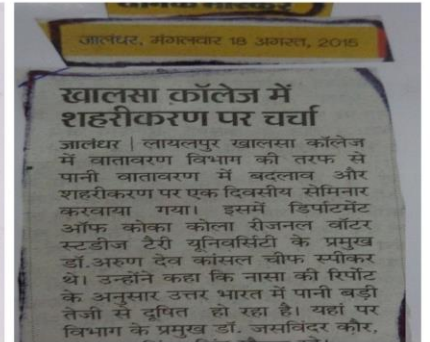 दैनिक भास्कर
जालंधर, मंगलवार 18 अगस्त, 2015
खालसा कॉलेज में
शहरीकरण पर चर्चा
जालंधर | लायलपुर खालसा कॉलेज
में वातावरण विभाग की तरफ से
पानी वातावरण में बदलाव और
शहरीकरण पर एक दिवसीय सेमिनार
करवाया गया। इसमें डिर्पाटमेंट
ऑफ कोका कोला रीजनल वॉटर
स्टडीज टैरी यूनिवर्सिटी के प्रमुख
डॉ.अरुण देव कांसल चीफ स्पीकर
थे। उन्होंने कहा कि नासा की रिर्पोट
के अनुसार उत्तर भारत में पानी बड़ी
तेजी से दूषित हो रहा है। यहां पर
विभाग के प्रमुख डॉ. जसविंदर कौर,